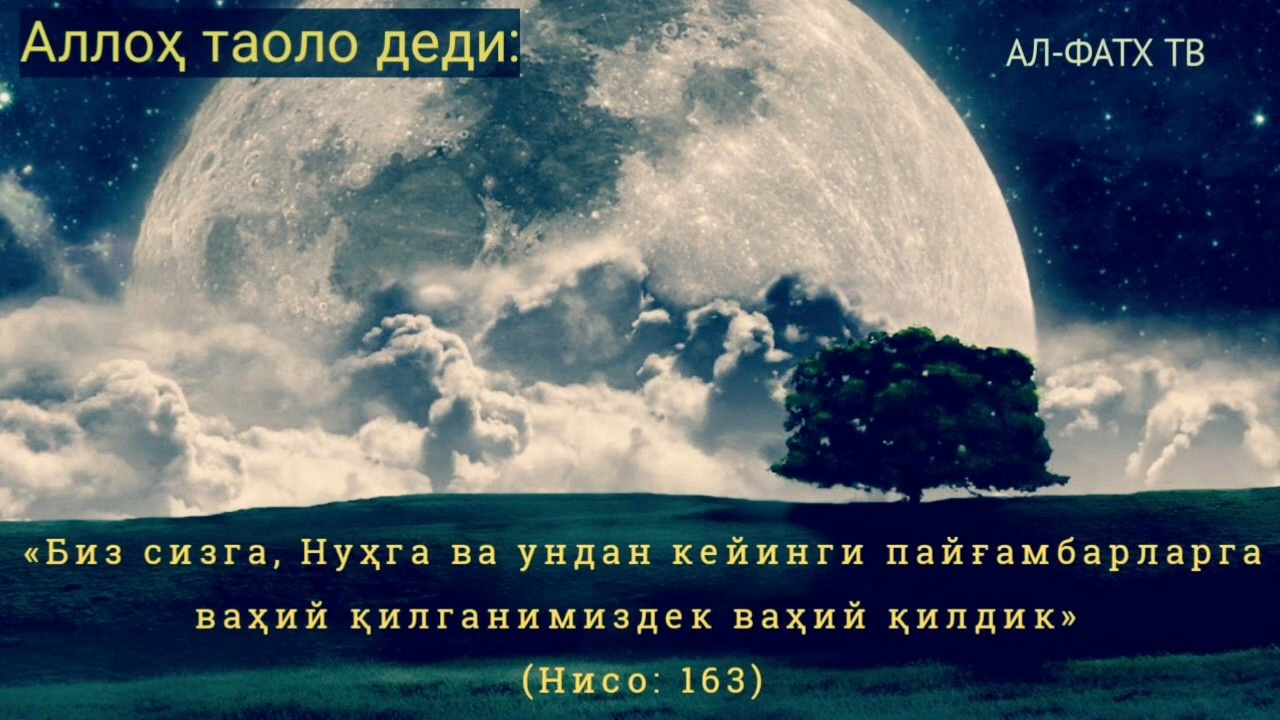 Аллоҳ таоло деди:
АЛ-ФАТХ ТВ
«Биз сизга, Нуҳга ва ундан кейинги пайғамбарларга
ваҳий қилганимиздек ваҳий қилдик»
(Нисо: 163)